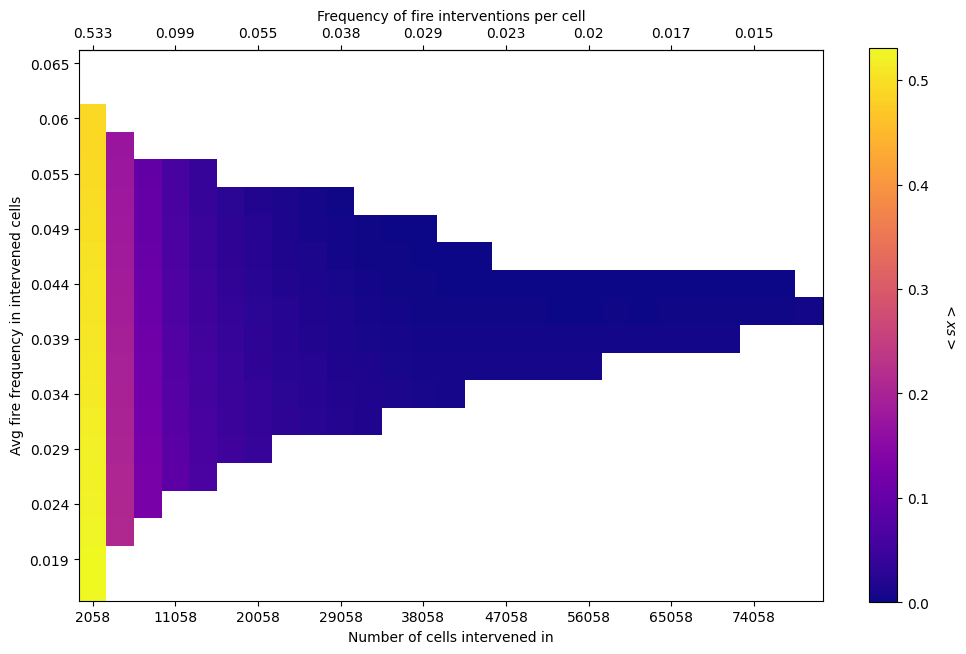 Frequency of fire interventions per cell
0.533 0.099 0.055 0.038 0.029 0.023 0.02 0.017 0.015
0.065
0.06
0.055
0.049
0.044
0.039
0.034
0.029
0.024
0.019
Avg fire frequency in intervened cells
2058 11058 20058 29058 38058 47058 56058 65058 74058
Number of cells intervened in
0.5
0.4
0.3
0.2
0.1
0.0
< sx >